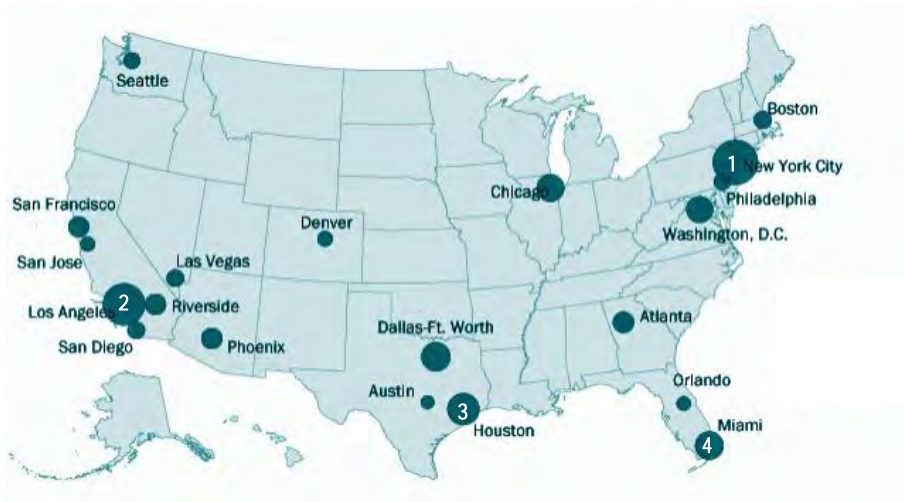 Seattle
Boston
1
New York City
Chicago
Philadelphia
San Francisco
Denver
Washington, D.C.
San Jose
Las Vegas
2
Los Angeles
Riverside
San Diego
Phoenix
Dallas-Ft. Worth
Atlanta
Austin
3
Houston
Orlando
Miami
4